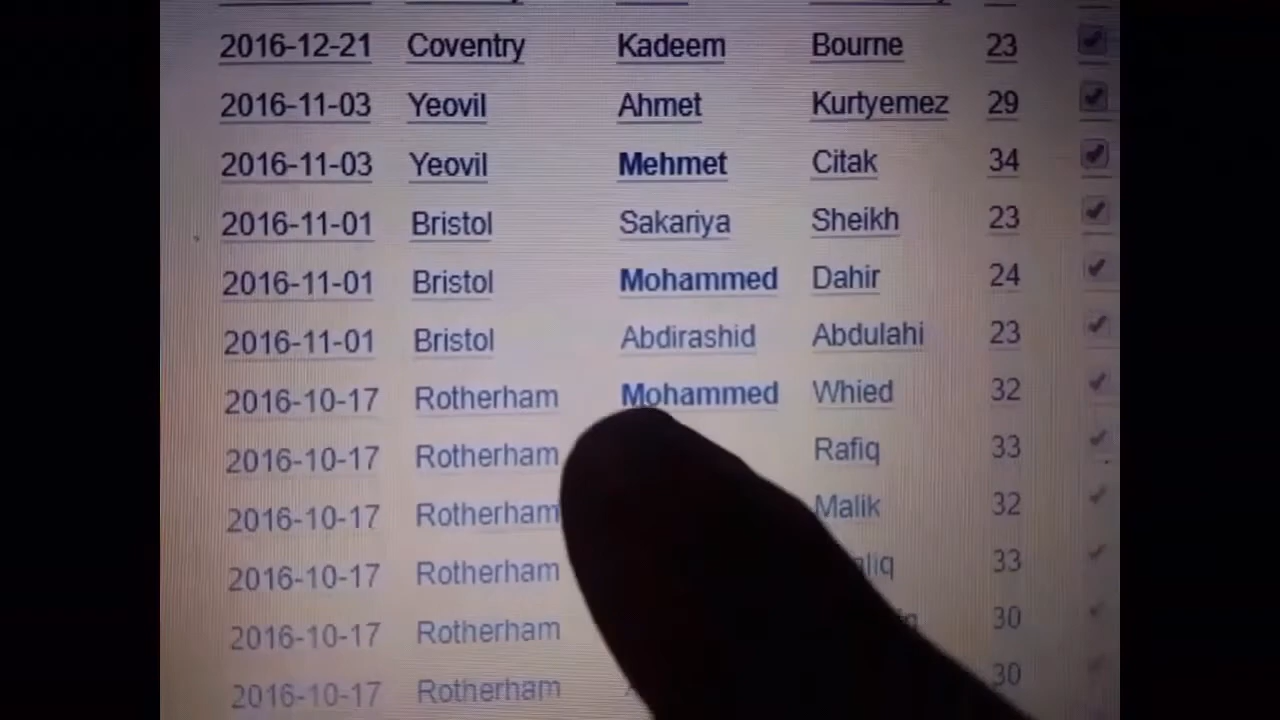 2016-12-21 Coventry Kadeem Bourne 23
2016-11-03 Yeovil Ahmet Kurtyemez 29
2016-11-03 Yeovil Mehmet Citak 34
2016-11-01 Bristol Sakariya Sheikh 23
2016-11-01 Bristol Mohammed Dahir 24
2016-11-01 Bristol Abdirashid Abdulahi 23
2016-10-17 Rotherham Mohammed Whied 32
2016-10-17 Rotherham Rafiq 33
2016-10-17 Rotherham Malik 32
2016-10-17 Rotherham 33
2016-10-17 Rotherham 30
2016-10-17 Rotherham 30